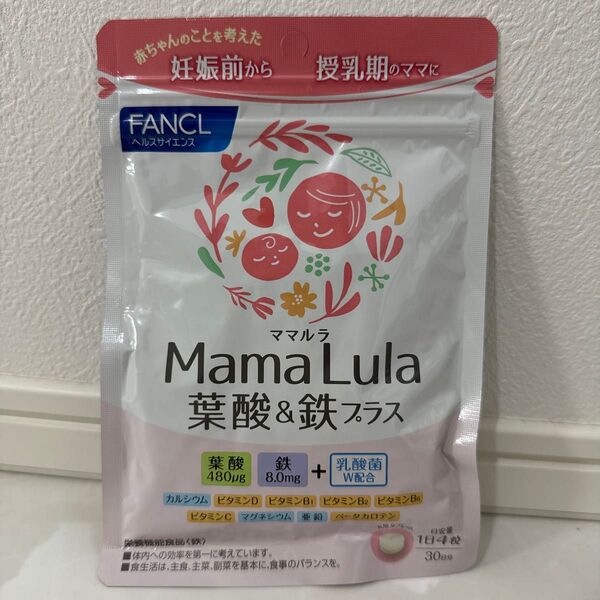 赤ちゃんのことを考えた
妊娠前から 授乳期のママに
FANCL
ヘルスサイエンス
ママルラ
Mama Lula
葉酸&鉄プラス
葉酸 480μg 鉄 8.0mg + 乳酸菌 W配合
カルシウム ビタミンD ビタミンB1 ビタミンB2 ビタミンB6
ビタミンC マグネシウム 亜鉛 ベータカロテン
栄養機能食品〈鉄〉
■体内への効率を第一に考えています。
■食生活は、主食、主菜、副菜を基本に、食事のバランスを。
目安量
1日4粒
30日分